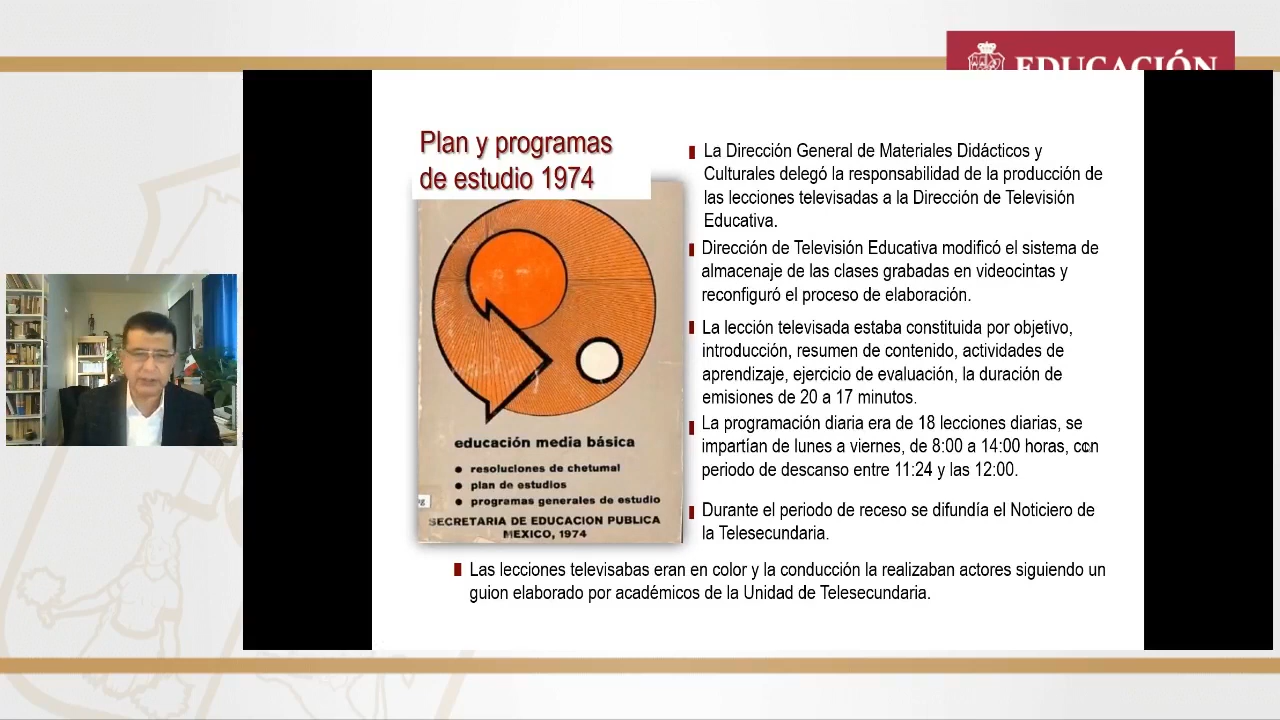 EDUCACIÓN
Plan y programas
de estudio 1974
La Dirección General de Materiales Didácticos y
Culturales delegó la responsabilidad de la producción de
las lecciones televisadas a la Dirección de Televisión
Educativa.
Dirección de Televisión Educativa modificó el sistema de
almacenaje de las clases grabadas en videocintas y
reconfiguró el proceso de elaboración.
La lección televisada estaba constituida por objetivo,
introducción, resumen de contenido, actividades de
aprendizaje, ejercicio de evaluación, la duración de
emisiones de 20 a 17 minutos.
La programación diaria era de 18 lecciones diarias, se
impartían de lunes a viernes, de 8:00 a 14:00 horas, con
periodo de descanso entre 11:24 y las 12:00.
Durante el periodo de receso se difundía el Noticiero de
la Telesecundaria.
educación media básica
resoluciones de chetumal
plan de estudios
programas generales de estudio
SECRETARIA DE EDUCACION PUBLICA
MEXICO, 1974
Las lecciones televisabas eran en color y la conducción la realizaban actores siguiendo un
guion elaborado por académicos de la Unidad de Telesecundaria.